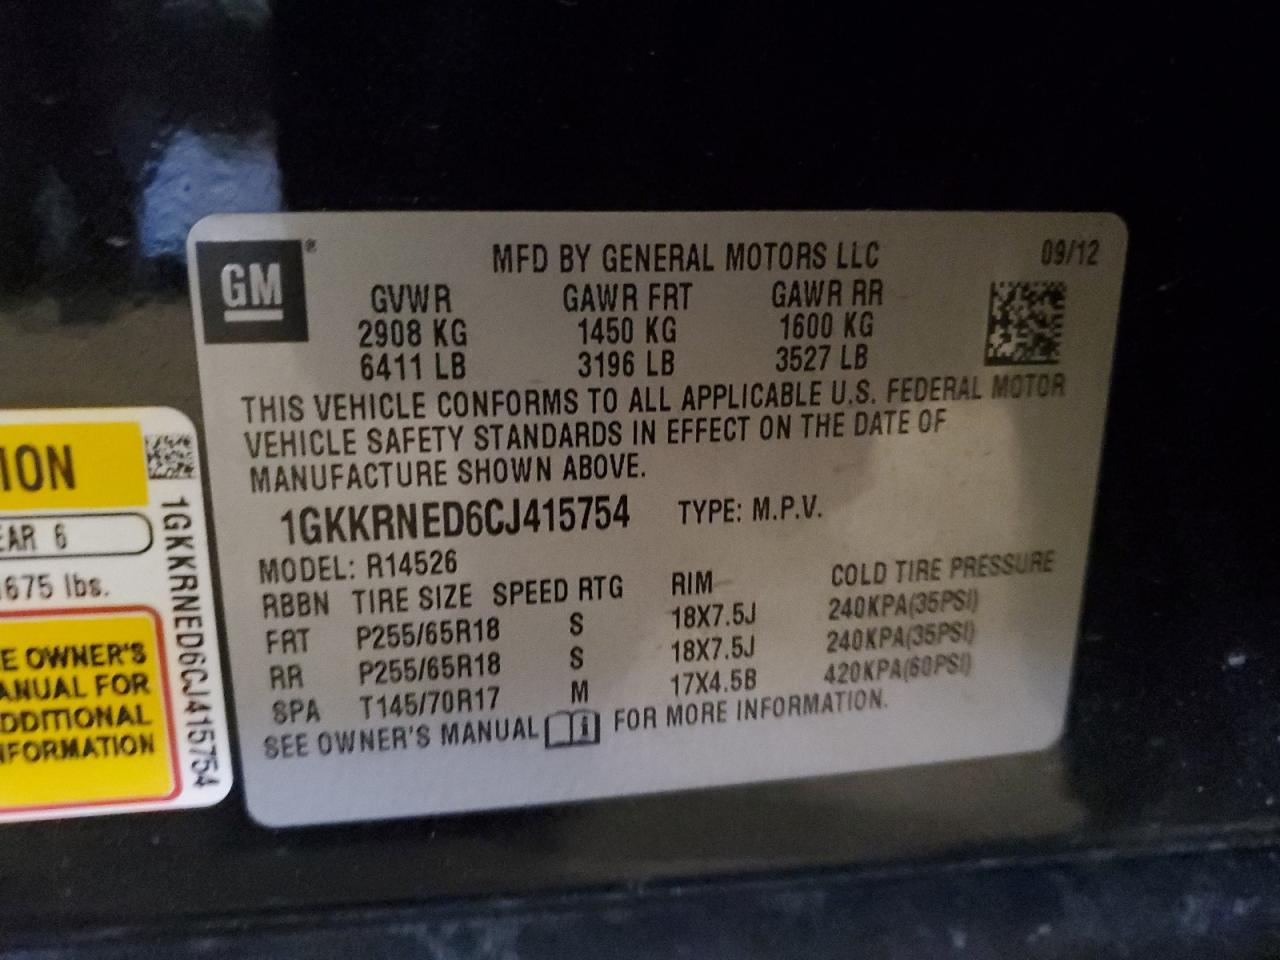 GM®
MFD BY GENERAL MOTORS LLC 09/12
GVWR GAWR FRT GAWR RR
2908 KG 1450 KG 1600 KG
6411 LB 3196 LB 3527 LB
THIS VEHICLE CONFORMS TO ALL APPLICABLE U.S. FEDERAL MOTOR
VEHICLE SAFETY STANDARDS IN EFFECT ON THE DATE OF
MANUFACTURE SHOWN ABOVE.
1GKKRNED6CJ415754 TYPE: M.P.V.
MODEL: R14526
RBBN TIRE SIZE SPEED RTG RIM COLD TIRE PRESSURE
FRT P255/65R18 S 18X7.5J 240KPA(35PSI)
RR P255/65R18 S 18X7.5J 240KPA(35PSI)
SPA T145/70R17 M 17X4.5B 420KPA(60PSI)
SEE OWNER'S MANUAL FOR MORE INFORMATION.
ION
EAR 6
675 lbs.
E OWNER'S
ANUAL FOR
DDITIONAL
NFORMATION
1GKKRNED6CJ415754